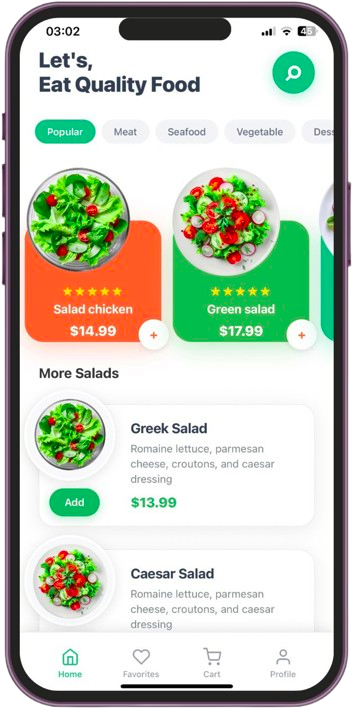 03:02
45
Let's,
Eat Quality Food
Popular Meat Seafood Vegetable Dess
Salad chicken
$14.99
+
Green salad
$17.99
+
More Salads
Greek Salad
Romaine lettuce, parmesan
cheese, croutons, and caesar
dressing
Add
$13.99
Caesar Salad
Romaine lettuce, parmesan
cheese, croutons, and caesar
dressing
Home Favorites Cart Profile